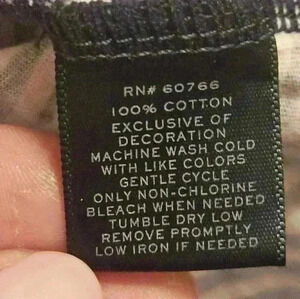 RN# 60766
100% COTTON
EXCLUSIVE OF
DECORATION
MACHINE WASH COLD
WITH LIKE COLORS
GENTLE CYCLE
ONLY NON-CHLORINE
BLEACH WHEN NEEDED
TUMBLE DRY LOW
REMOVE PROMPTLY
LOW IRON IF NEEDED